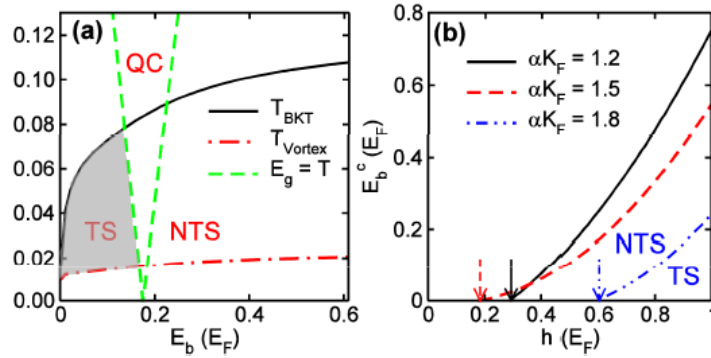 (a)
QC
T_BKT
T_Vortex
E_g = T
TS
NTS
0.13
0.12
0.10
0.08
0.06
0.04
0.02
0.00
0
0.2
0.4
0.6
E_b (E_F)
(b)
αK_F = 1.2
αK_F = 1.5
αK_F = 1.8
NTS
TS
E_b^c (E_F)
0.8
0.6
0.4
0.2
0
0
0.2
0.4
0.6
0.8
1
h (E_F)